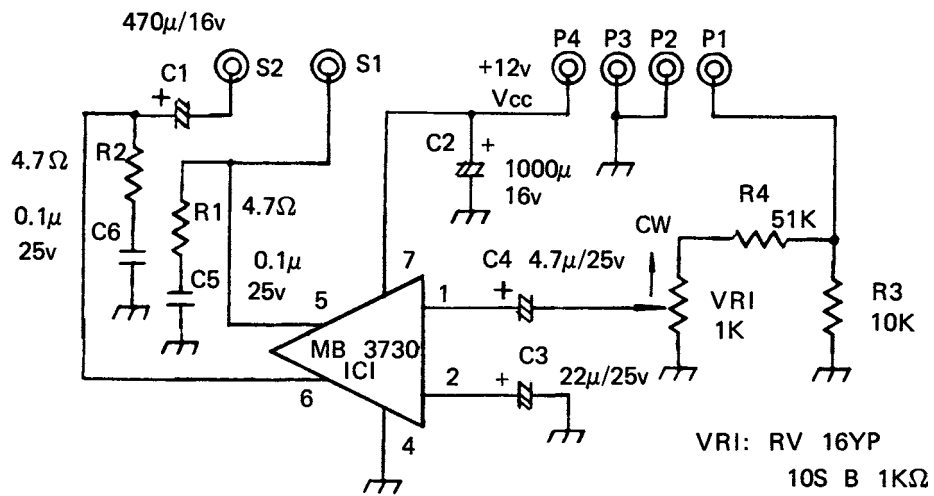 470μ/16v
S2
S1
P4
P3
P2
P1
C1
+
+12v
Vcc
4.7Ω
R2
C2
+
1000μ
16v
R4
51K
0.1μ
25v
R1
4.7Ω
C6
C5
0.1μ
25v
CW
7
C4
4.7μ/25v
VRI
1K
R3
10K
5
1
+
MB 3730
ICI
C3
6
2
+
22μ/25v
4
VRI: RV 16YP
10S B 1KΩ